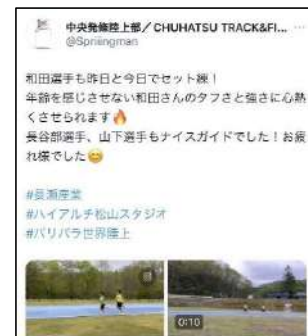 中央発條陸上部／CHUHATSU TRACK&FI... ...
@Spriiingman
和田選手も昨日と今日でセット練！
年齢を感じさせない和田さんのタフさと強さに心熱
くさせられます🔥
長谷部選手、山下選手もナイスガイドでした！お疲
れ様でした😊
#長瀬産業
#ハイアルチ松山スタジオ
#パリパラ世界陸上
0:10